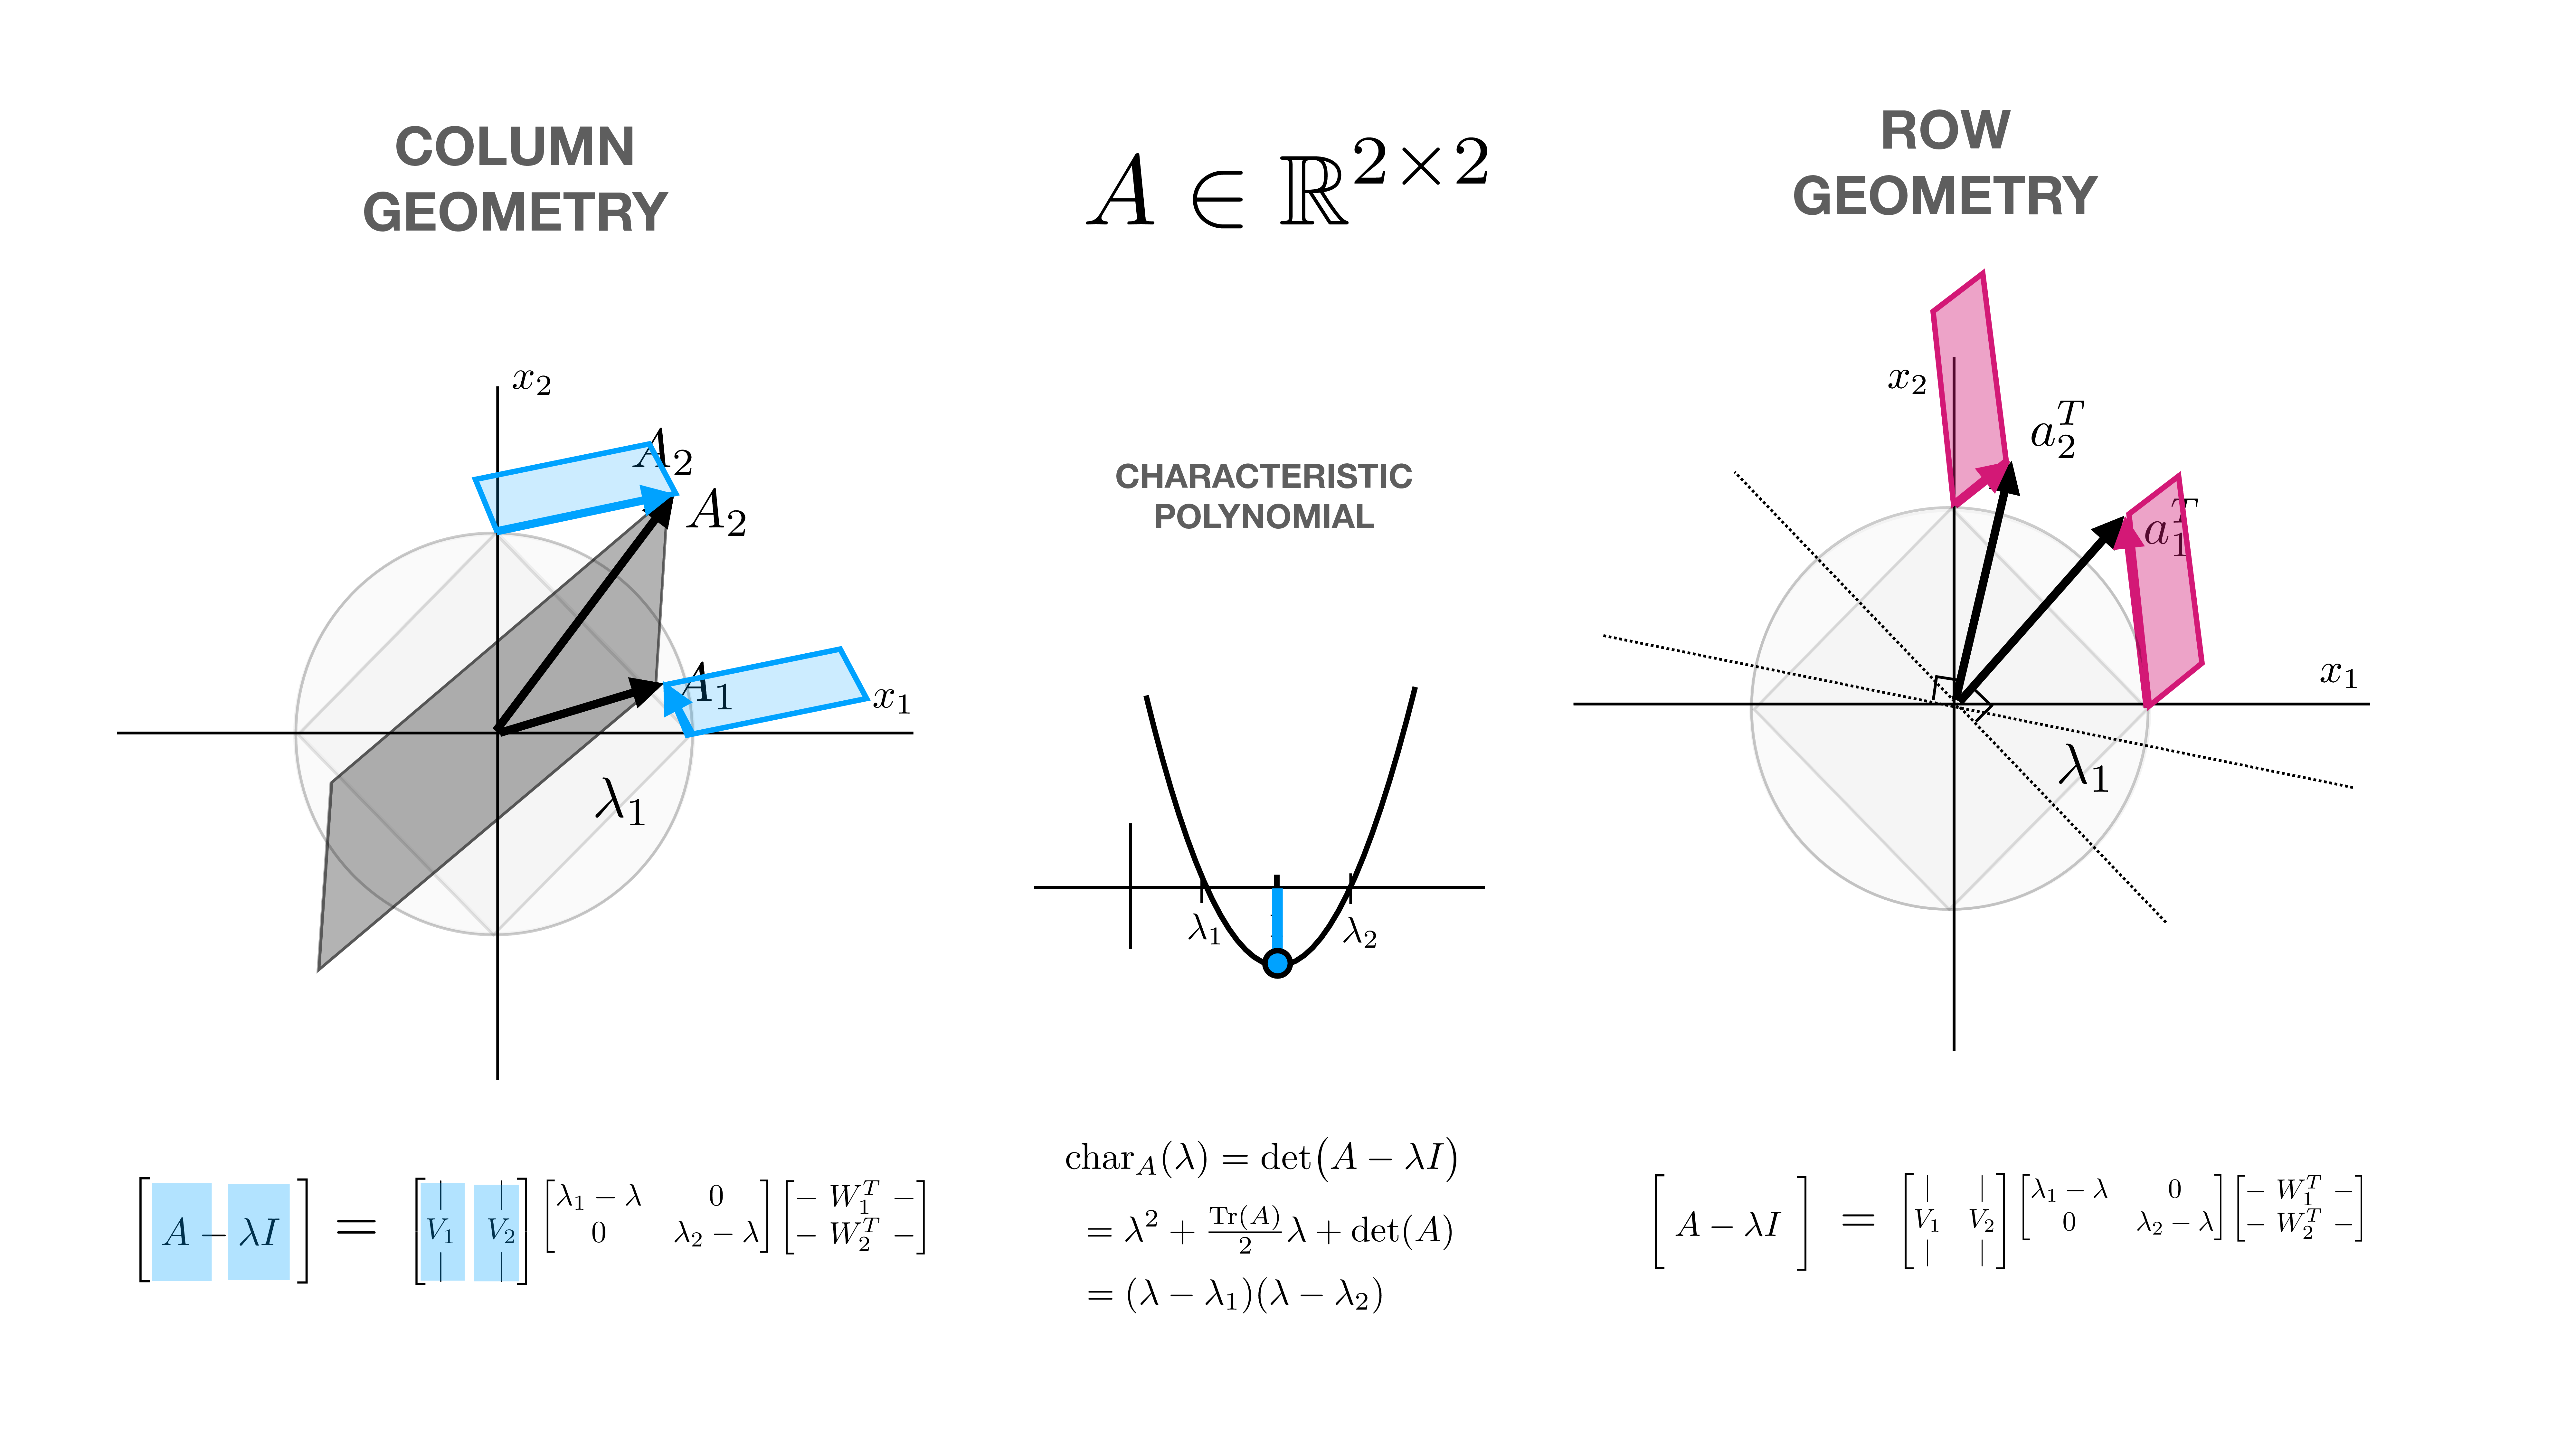 COLUMN
GEOMETRY
A ∈ ℝ^{2×2}
ROW
GEOMETRY
x_2
A_2
A_2
A_1
x_1
λ_1
CHARACTERISTIC
POLYNOMIAL
λ_1
λ_2
x_2
a_2^T
a_1^T
x_1
λ_1
[A − λI] = [| | V_1 V_2 | |] [λ_1 − λ 0 0 λ_2 − λ] [− W_1^T − − W_2^T −]
char_A(λ) = det(A − λI)
= λ^2 + Tr(A)/2 λ + det(A)
= (λ − λ_1)(λ − λ_2)
[A − λI] = [| | V_1 V_2 | |] [λ_1 − λ 0 0 λ_2 − λ] [− W_1^T − − W_2^T −]